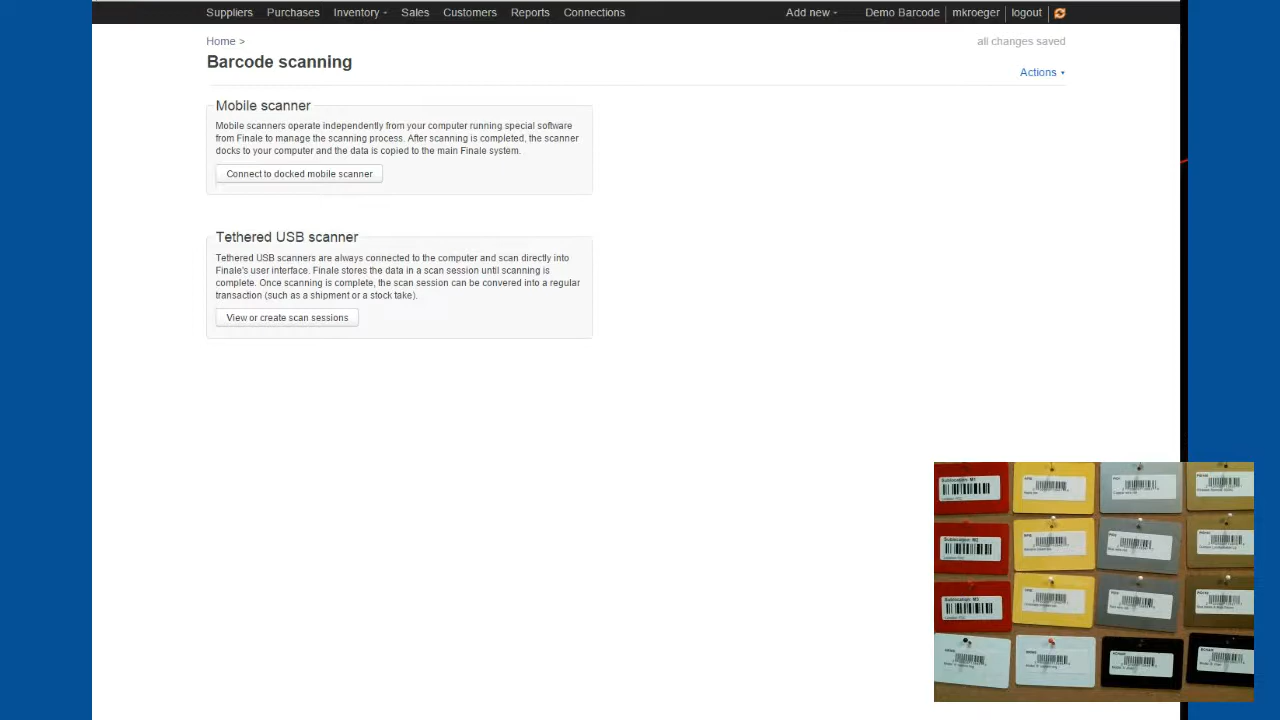 Suppliers Purchases Inventory Sales Customers Reports Connections Add new Demo Barcode mkroeger logout
Home >
all changes saved
Barcode scanning
Actions
Mobile scanner
Mobile scanners operate independently from your computer running special software
from Finale to manage the scanning process. After scanning is completed, the scanner
docks to your computer and the data is copied to the main Finale system.
Connect to docked mobile scanner
Tethered USB scanner
Tethered USB scanners are always connected to the computer and scan directly into
Finale's user interface. Finale stores the data in a scan session until scanning is
complete. Once scanning is complete, the scan session can be convered into a regular
transaction (such as a shipment or a stock take).
View or create scan sessions
Sublocation: M1
Sublocation: M2
Sublocation: M3